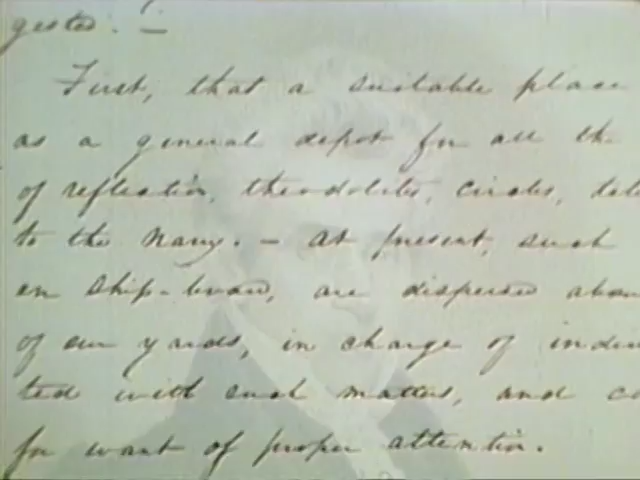 gested. —
First, that a suitable place
as a general depot for all the
of reflection, theodolites, circles, tele
to the Navy. — At present, such
on ship-board, are dispersed abou
of our yards, in charge of indiv
ted with such matters, and co
for want of proper attention.